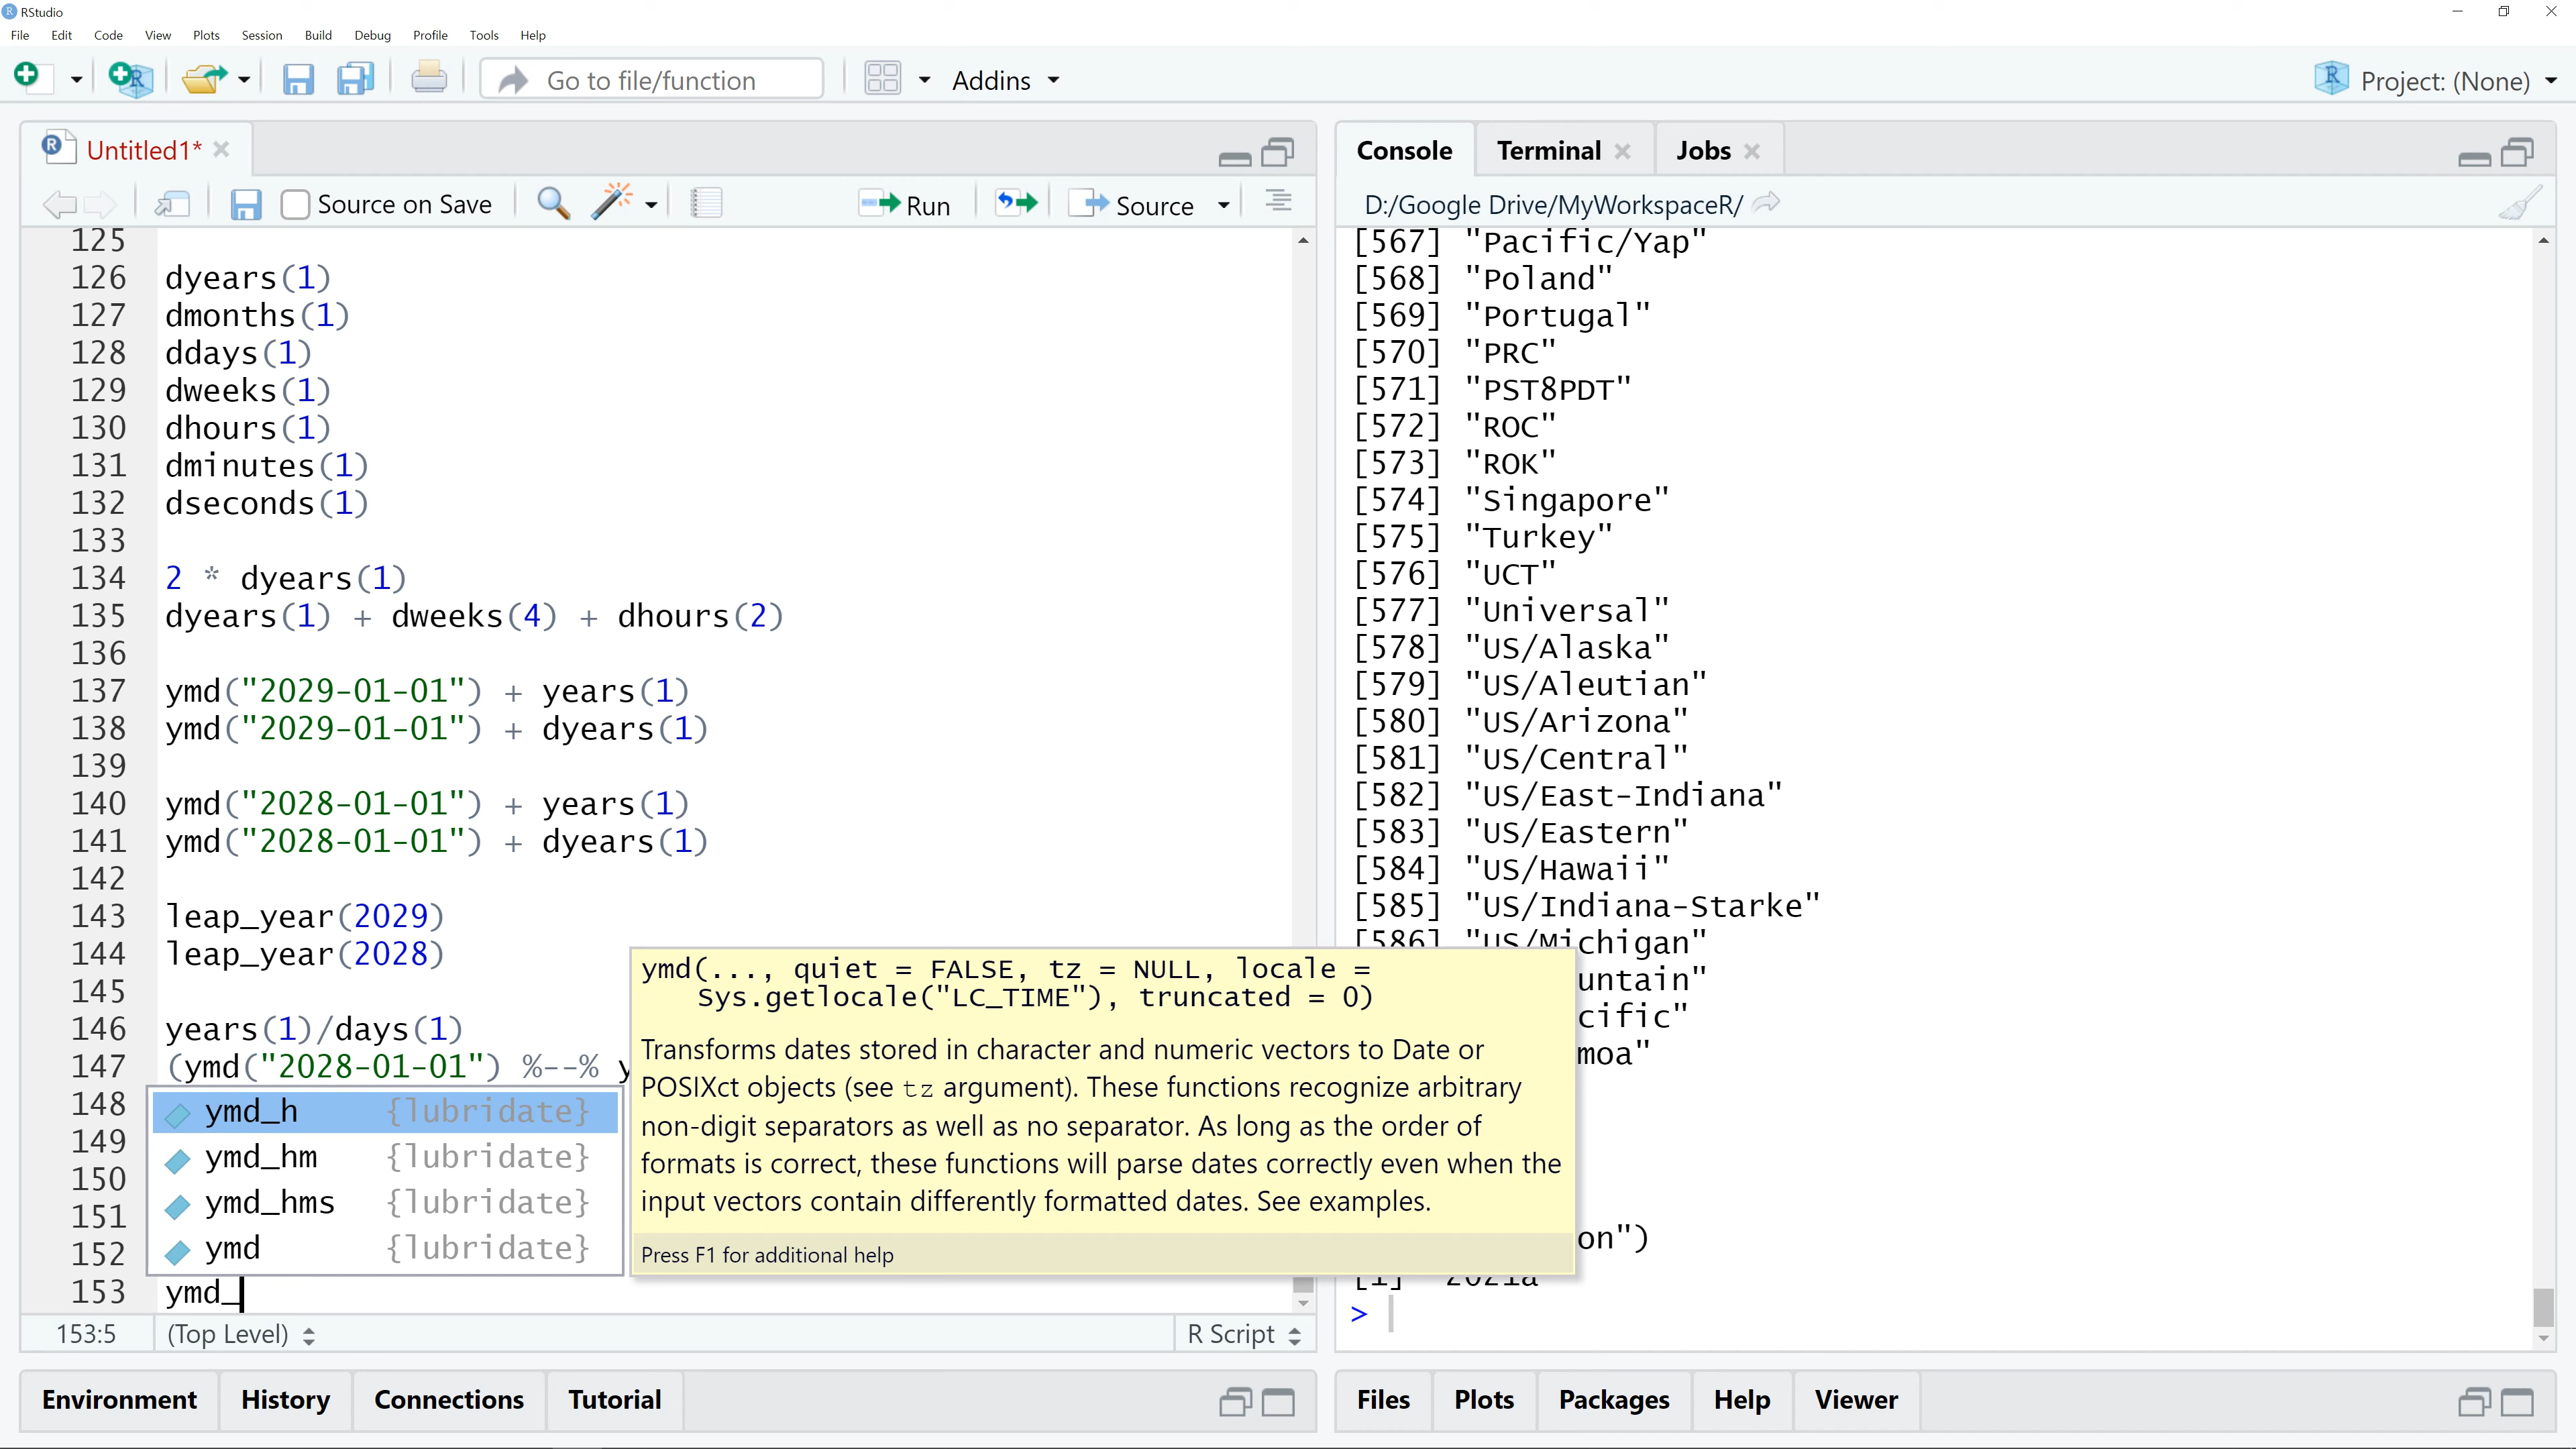 RStudio
File Edit Code View Plots Session Build Debug Profile Tools Help
Go to file/function Addins Project: (None)
Untitled1*
Source on Save Run Source
125
126 dyears(1)
127 dmonths(1)
128 ddays(1)
129 dweeks(1)
130 dhours(1)
131 dminutes(1)
132 dseconds(1)
133
134 2 * dyears(1)
135 dyears(1) + dweeks(4) + dhours(2)
136
137 ymd("2029-01-01") + years(1)
138 ymd("2029-01-01") + dyears(1)
139
140 ymd("2028-01-01") + years(1)
141 ymd("2028-01-01") + dyears(1)
142
143 leap_year(2029)
144 leap_year(2028)
145
146 years(1)/days(1)
147 (ymd("2028-01-01") %--% y
148
149
150
151
152
153 ymd_
ymd_h {lubridate}
ymd_hm {lubridate}
ymd_hms {lubridate}
ymd {lubridate}
ymd(..., quiet = FALSE, tz = NULL, locale =
Sys.getlocale("LC_TIME"), truncated = 0)
Transforms dates stored in character and numeric vectors to Date or
POSIXct objects (see tz argument). These functions recognize arbitrary
non-digit separators as well as no separator. As long as the order of
formats is correct, these functions will parse dates correctly even when the
input vectors contain differently formatted dates. See examples.
Press F1 for additional help
153:5 (Top Level) R Script
Console Terminal Jobs
D:/Google Drive/MyWorkspaceR/
[567] "Pacific/Yap"
[568] "Poland"
[569] "Portugal"
[570] "PRC"
[571] "PST8PDT"
[572] "ROC"
[573] "ROK"
[574] "Singapore"
[575] "Turkey"
[576] "UCT"
[577] "Universal"
[578] "US/Alaska"
[579] "US/Aleutian"
[580] "US/Arizona"
[581] "US/Central"
[582] "US/East-Indiana"
[583] "US/Eastern"
[584] "US/Hawaii"
[585] "US/Indiana-Starke"
[586] "US/Michigan"
untain"
cific"
moa"
on")
[1] "2021a"
>
Environment History Connections Tutorial
Files Plots Packages Help Viewer